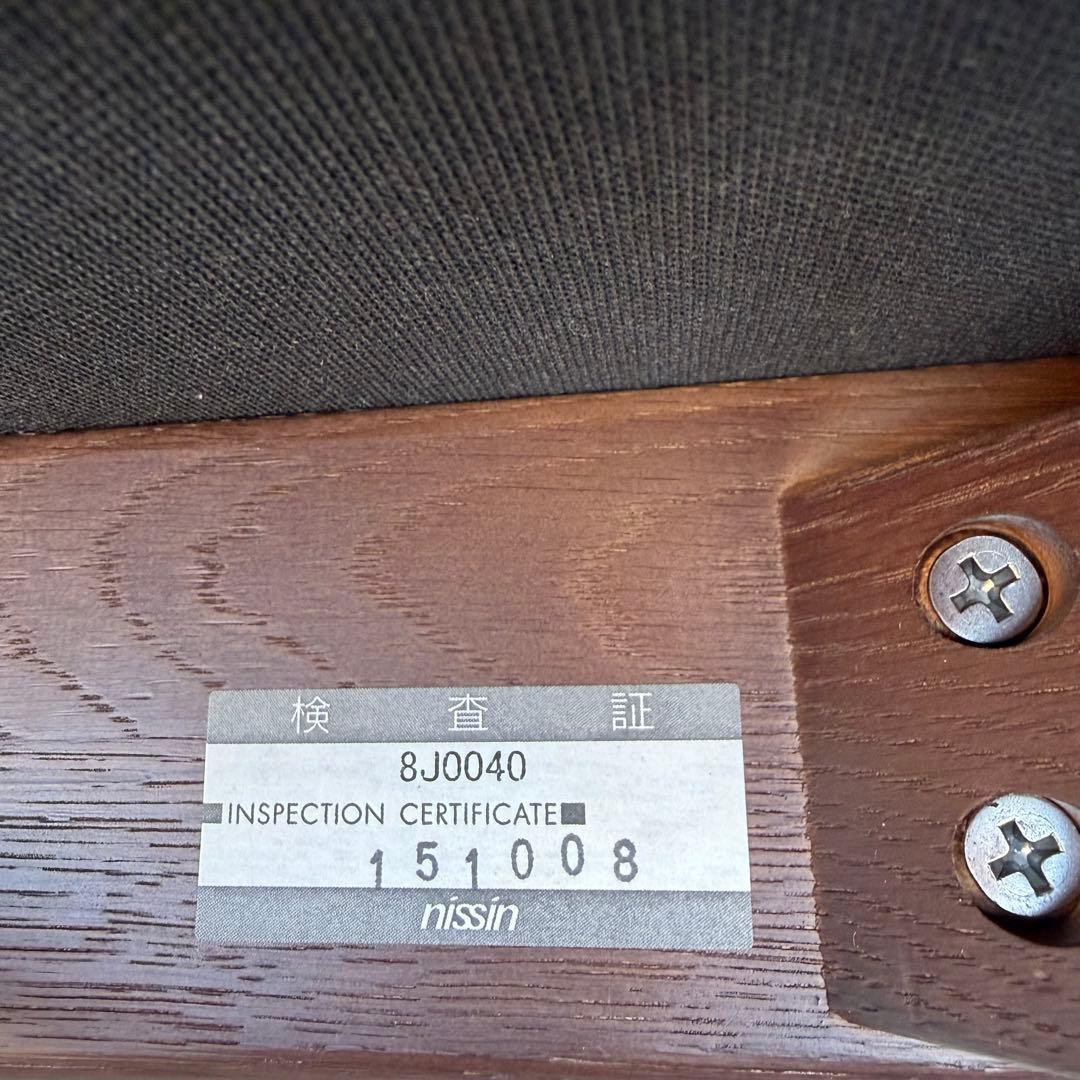 検査証
8J0040
INSPECTION CERTIFICATE
151008
nissin